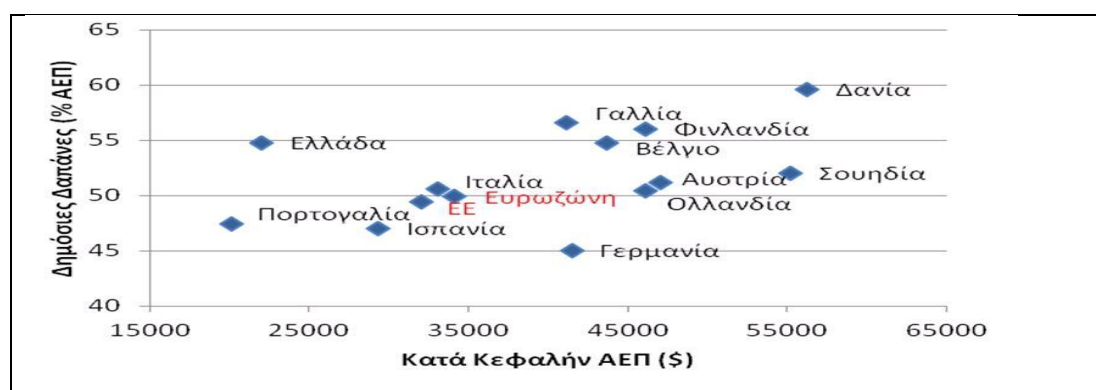 Δημόσιες Δαπάνες (% ΑΕΠ)
65
60
55
50
45
40
Δανία
Γαλλία
Φινλανδία
Ελλάδα
Βέλγιο
Σουηδία
Ιταλία
Αυστρία
Ευρωζώνη
Ολλανδία
ΕΕ
Πορτογαλία
Ισπανία
Γερμανία
15000 25000 35000 45000 55000 65000
Κατά Κεφαλήν ΑΕΠ ($)